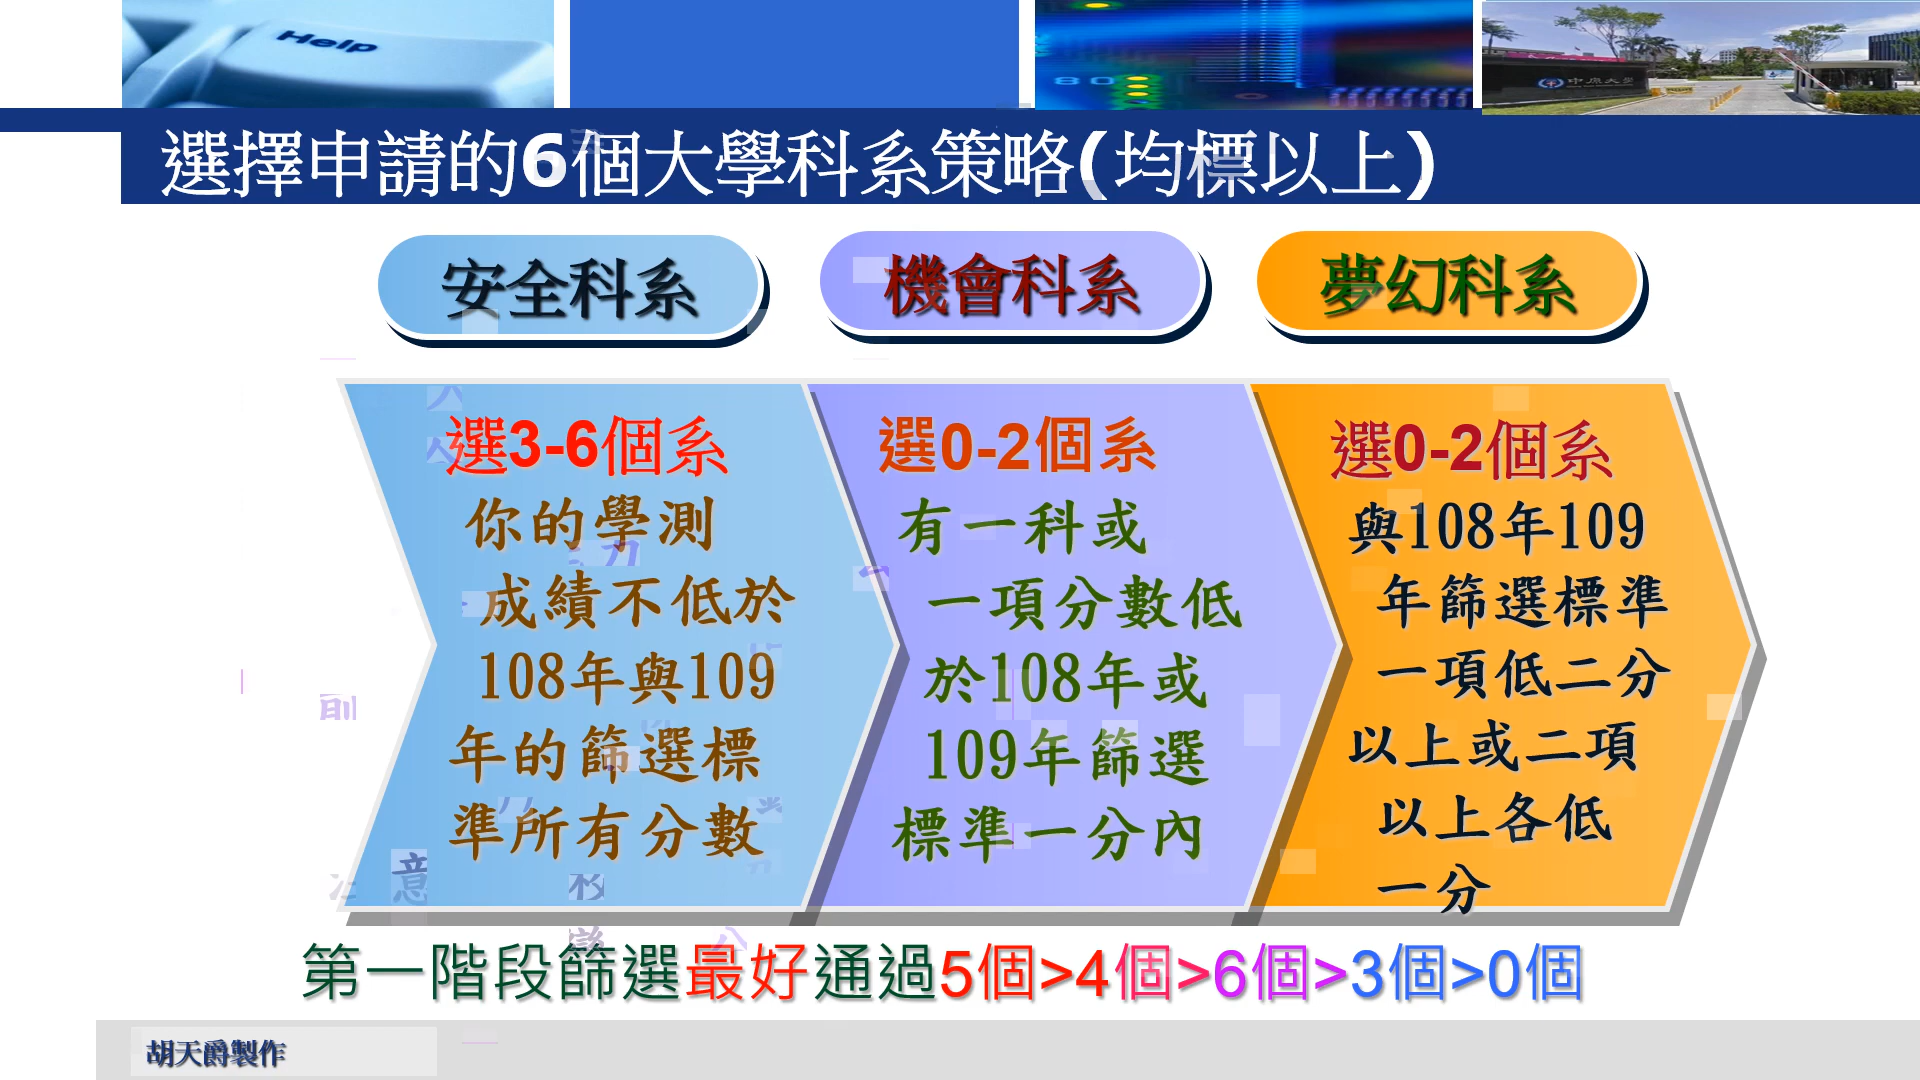 Help
中原大學
選擇申請的6個大學科系策略(均標以上)
安全科系
機會科系
夢幻科系
選3-6個系
你的學測
成績不低於
108年與109
年的篩選標
準所有分數
選0-2個系
有一科或
一項分數低
於108年或
109年篩選
標準一分內
選0-2個系
與108年109
年篩選標準
一項低二分
以上或二項
以上各低
一分
第一階段篩選最好通過5個>4個>6個>3個>0個
胡天爵製作